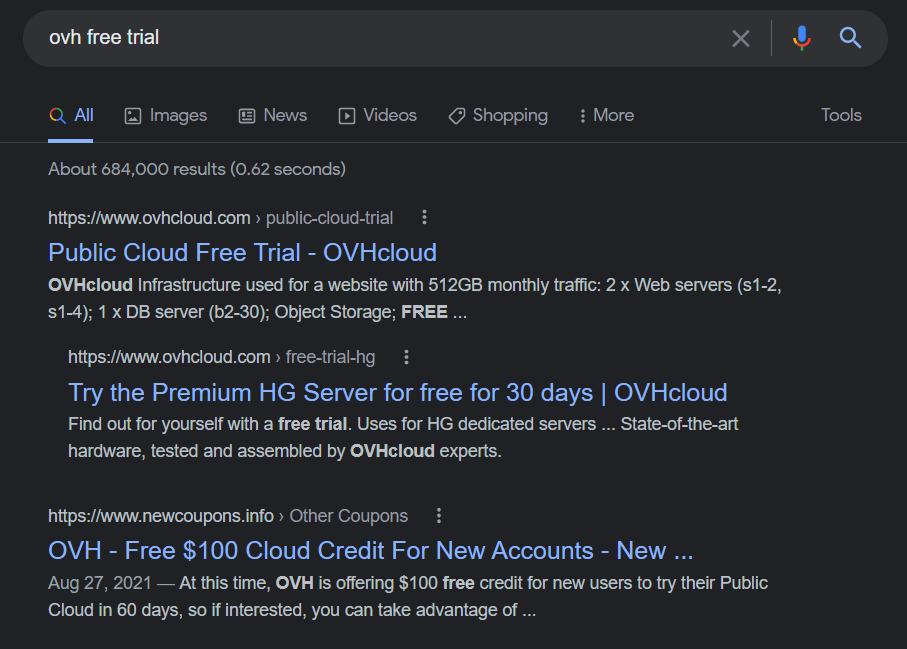 ovh free trial
All Images News Videos Shopping More Tools
About 684,000 results (0.62 seconds)
https://www.ovhcloud.com › public-cloud-trial
Public Cloud Free Trial - OVHcloud
OVHcloud Infrastructure used for a website with 512GB monthly traffic: 2 x Web servers (s1-2,
s1-4); 1 x DB server (b2-30); Object Storage; FREE ...
https://www.ovhcloud.com › free-trial-hg
Try the Premium HG Server for free for 30 days | OVHcloud
Find out for yourself with a free trial. Uses for HG dedicated servers ... State-of-the-art
hardware, tested and assembled by OVHcloud experts.
https://www.newcoupons.info › Other Coupons
OVH - Free $100 Cloud Credit For New Accounts - New ...
Aug 27, 2021 — At this time, OVH is offering $100 free credit for new users to try their Public
Cloud in 60 days, so if interested, you can take advantage of ...